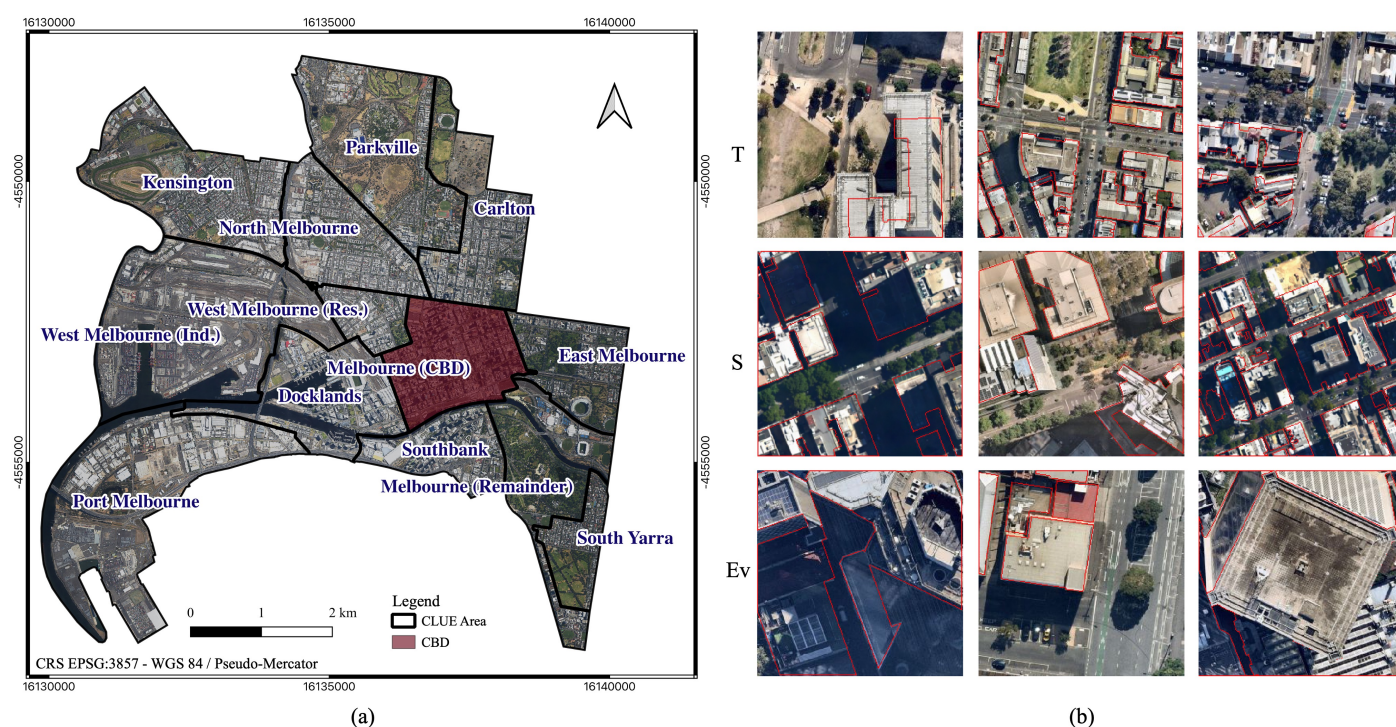 16130000 16135000 16140000
-4550000 -4550000
-4555000 -4555000
Parkville
Kensington
Carlton
North Melbourne
West Melbourne (Res.)
West Melbourne (Ind.)
East Melbourne
Melbourne (CBD)
Docklands
Southbank
Melbourne (Remainder)
Port Melbourne
South Yarra
0 1 2 km
Legend
CLUE Area
CBD
CRS EPSG:3857 - WGS 84 / Pseudo-Mercator
16130000 16135000 16140000
(a)
T
S
Ev
(b)